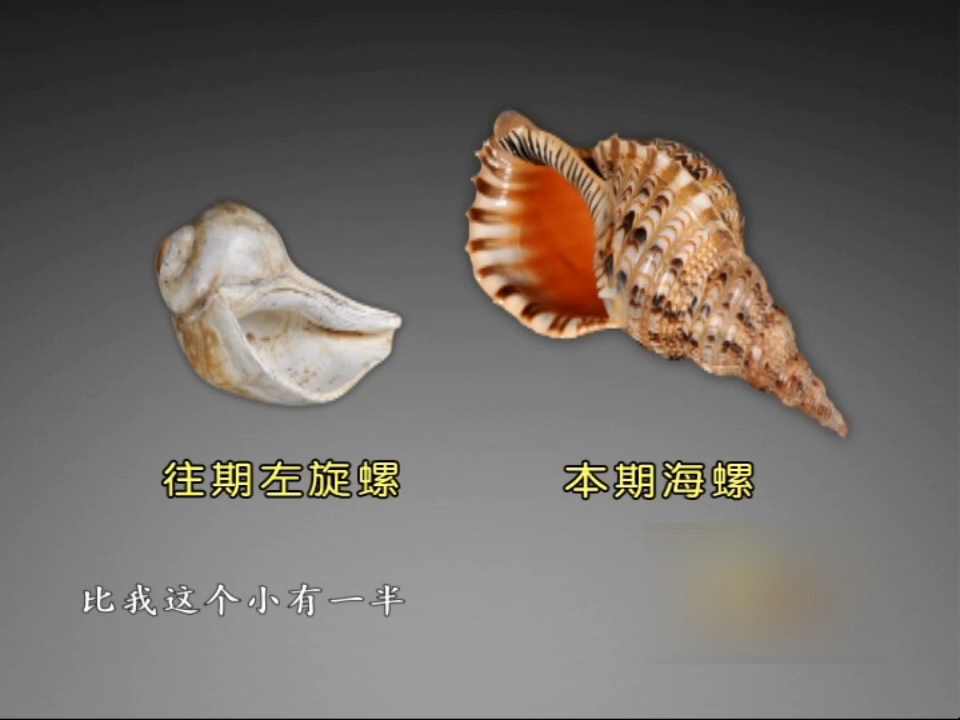 往期左旋螺
本期海螺
比我这个小有一半